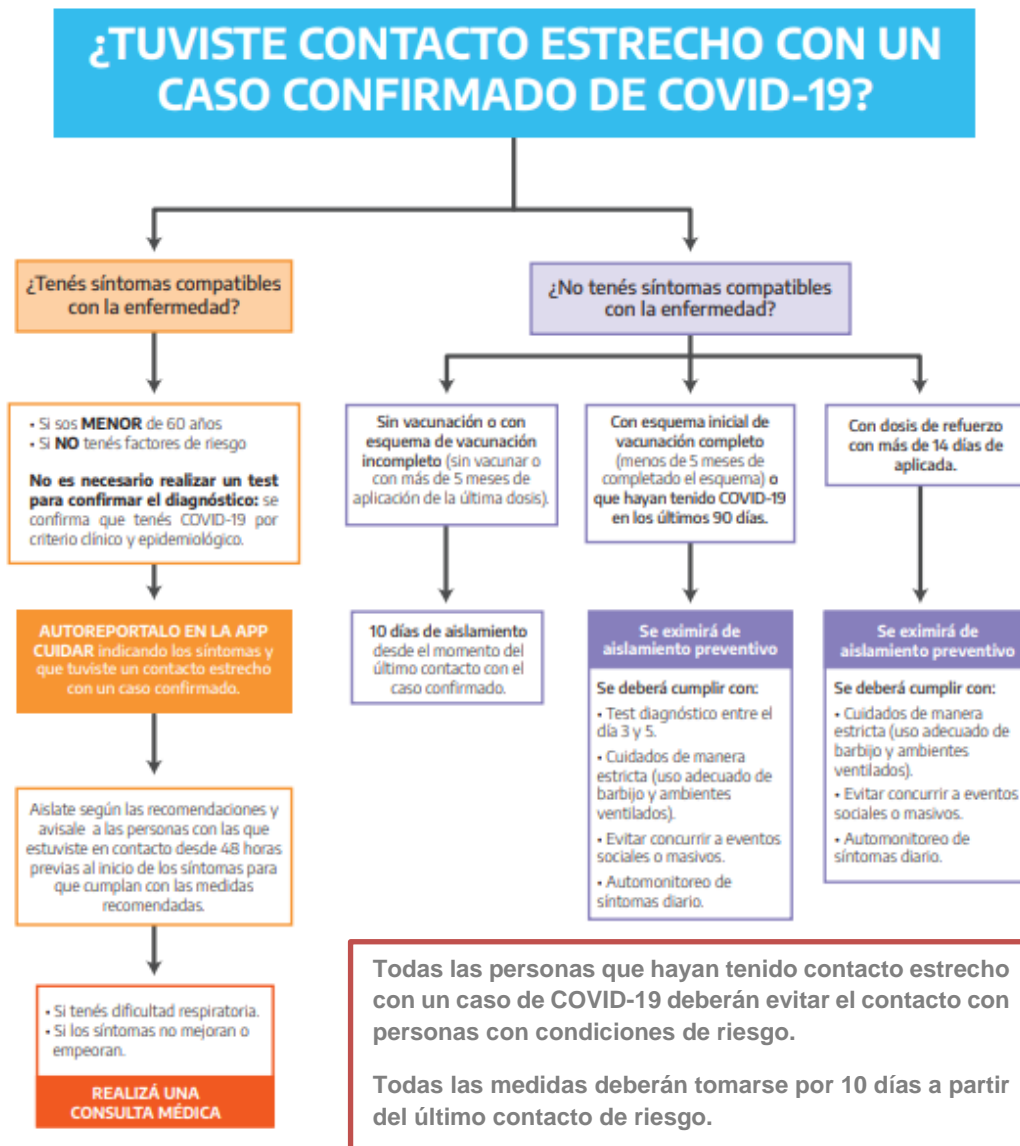 ¿TUVISTE CONTACTO ESTRECHO CON UN
CASO CONFIRMADO DE COVID-19?
¿Tenés síntomas compatibles
con la enfermedad?
• Si sos MENOR de 60 años
• Si NO tenés factores de riesgo
No es necesario realizar un test
para confirmar el diagnóstico: se
confirma que tenés COVID-19 por
criterio clínico y epidemiológico.
AUTOREPORTALO EN LA APP
CUIDAR indicando los síntomas y
que tuviste un contacto estrecho
con un caso confirmado.
Aislate según las recomendaciones y
avisale a las personas con las que
estuviste en contacto desde 48 horas
previas al inicio de los síntomas para
que cumplan con las medidas
recomendadas.
• Si tenés dificultad respiratoria.
• Si los síntomas no mejoran o
empeoran.
REALIZÁ UNA
CONSULTA MÉDICA
¿No tenés síntomas compatibles
con la enfermedad?
Sin vacunación o con
esquema de vacunación
incompleto (sin vacunar o
con más de 5 meses de
aplicación de la última dosis).
10 días de aislamiento
desde el momento del
último contacto con el
caso confirmado.
Con esquema inicial de
vacunación completo
(menos de 5 meses de
completado el esquema) o
que hayan tenido COVID-19
en los últimos 90 días.
Se eximirá de
aislamiento preventivo
Se deberá cumplir con:
• Test diagnóstico entre el
día 3 y 5.
• Cuidados de manera
estricta (uso adecuado de
barbijo y ambientes
ventilados).
• Evitar concurrir a eventos
sociales o masivos.
• Automonitoreo de
síntomas diario.
Con dosis de refuerzo
con más de 14 días de
aplicada.
Se eximirá de
aislamiento preventivo
Se deberá cumplir con:
• Cuidados de manera
estricta (uso adecuado de
barbijo y ambientes
ventilados).
• Evitar concurrir a eventos
sociales o masivos.
• Automonitoreo de
síntomas diario.
Todas las personas que hayan tenido contacto estrecho
con un caso de COVID-19 deberán evitar el contacto con
personas con condiciones de riesgo.
Todas las medidas deberán tomarse por 10 días a partir
del último contacto de riesgo.